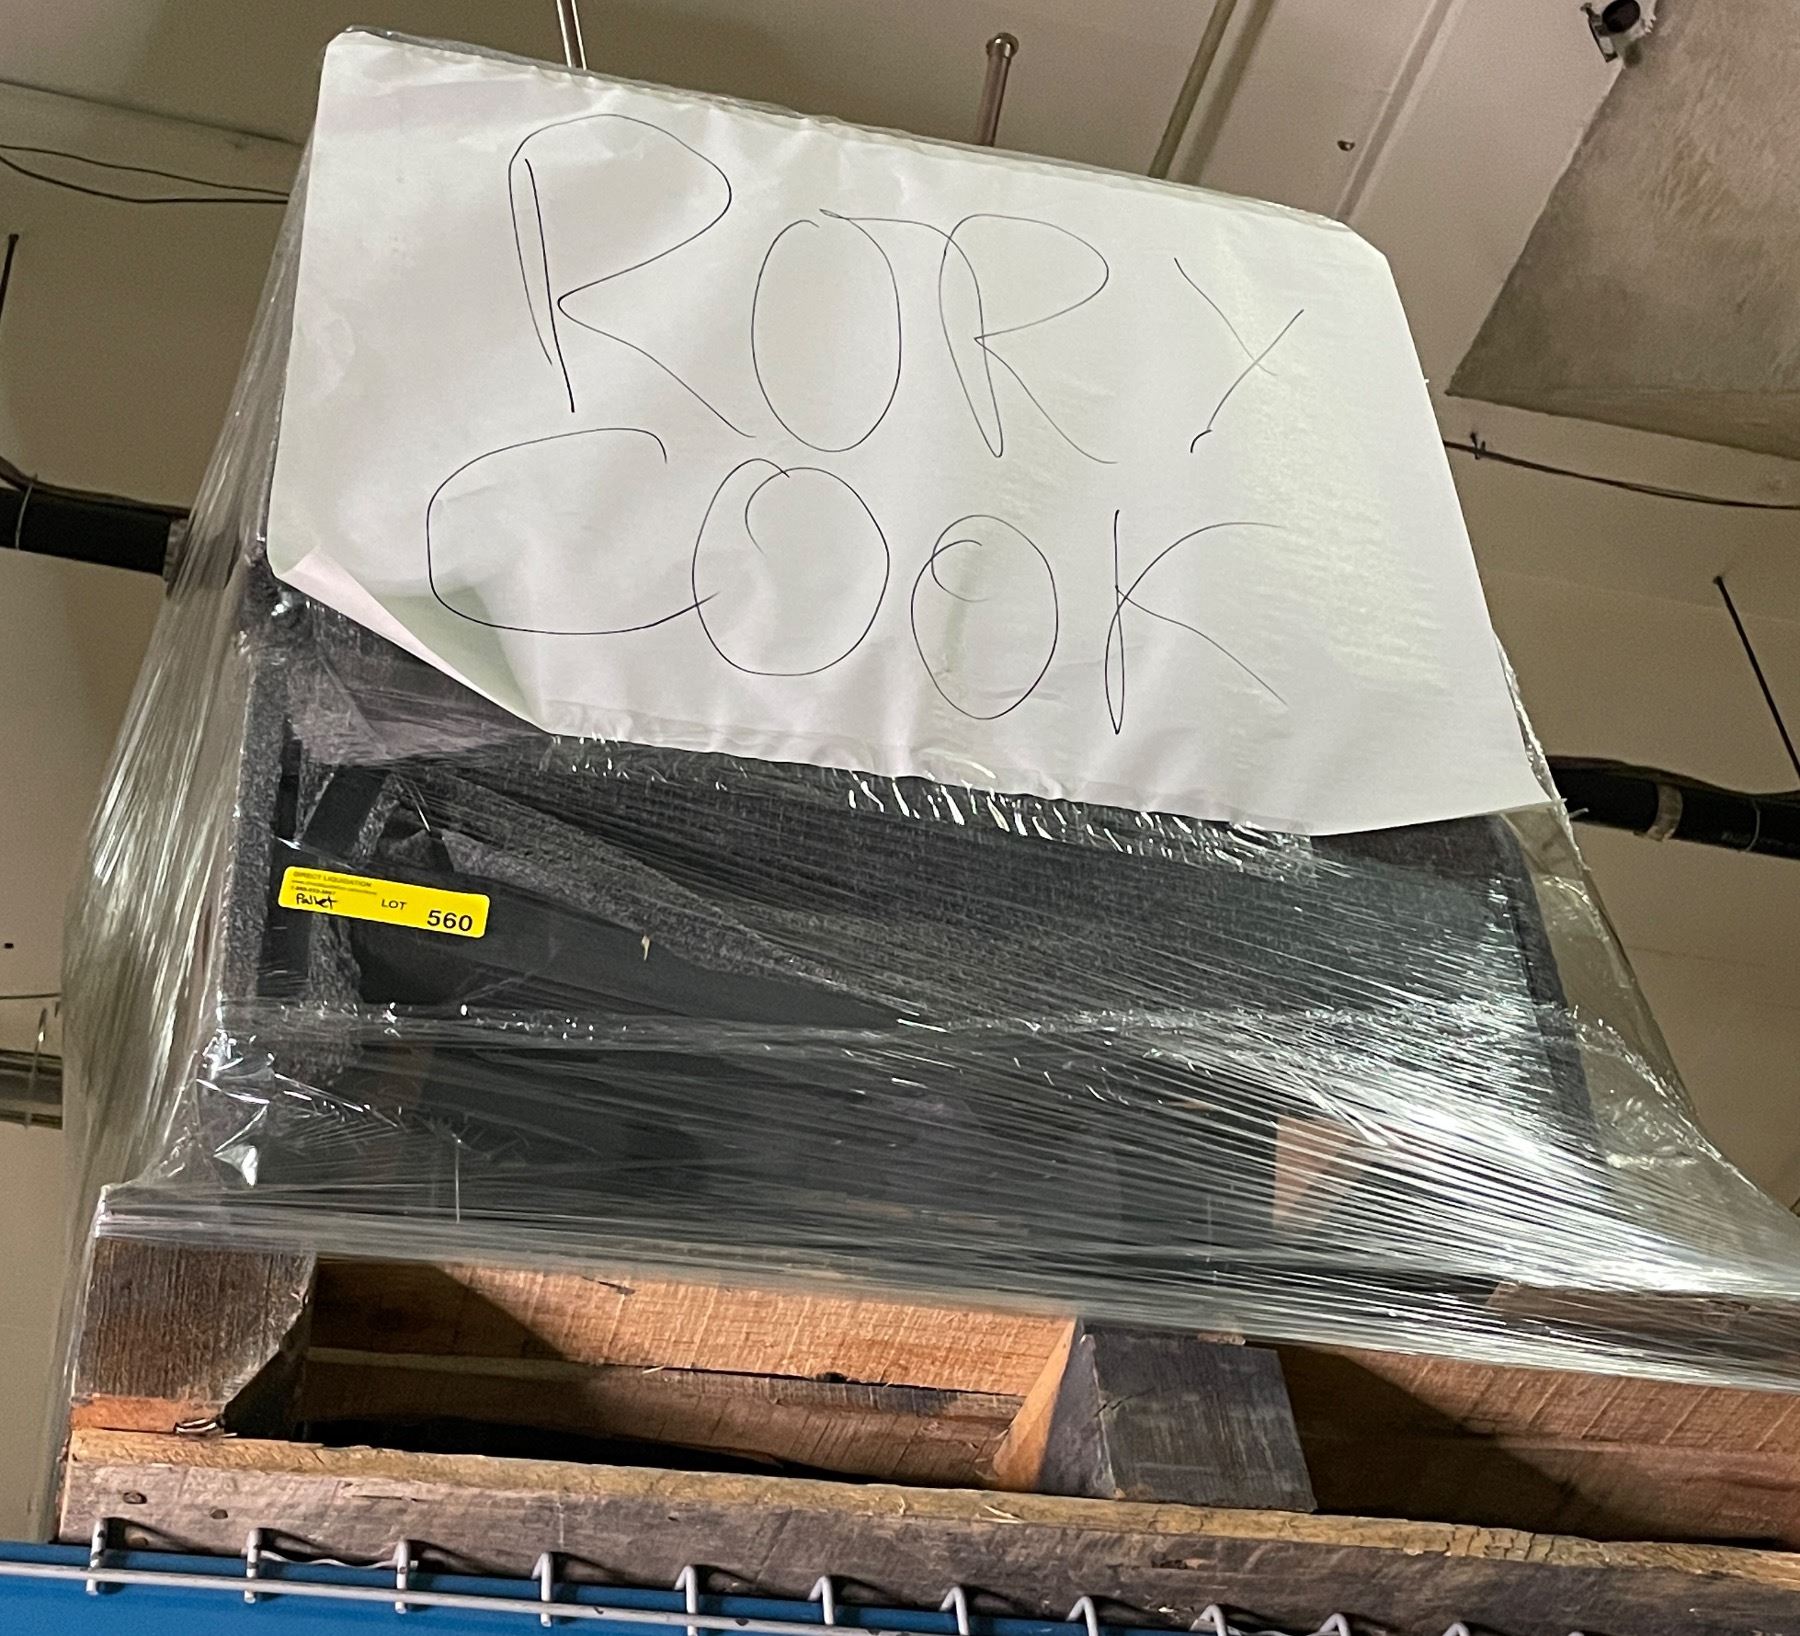 RORY
COOK
DIRECT LIQUIDATION
Pallet LOT 560